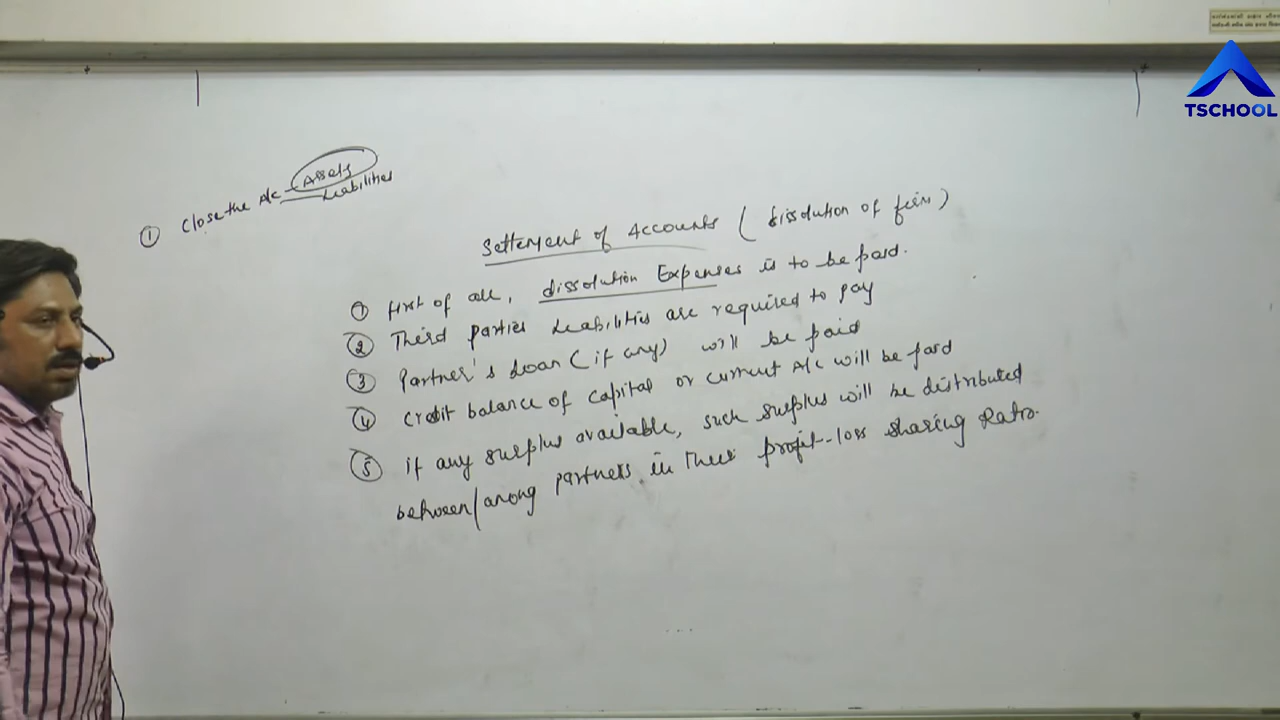 TSCHOOL
① Close the A/c Assets
Liabilities
Settlement of Accounts (dissolution of firm)
① first of all, dissolution Expenses is to be paid.
② Third parties Liabilities are required to pay
③ Partner's Loan (if any) will be paid
④ Credit balance of capital or current A/c will be paid
⑤ if any surplus available, such surplus will be distributed
between/among partners in their profit-loss sharing Ratio.